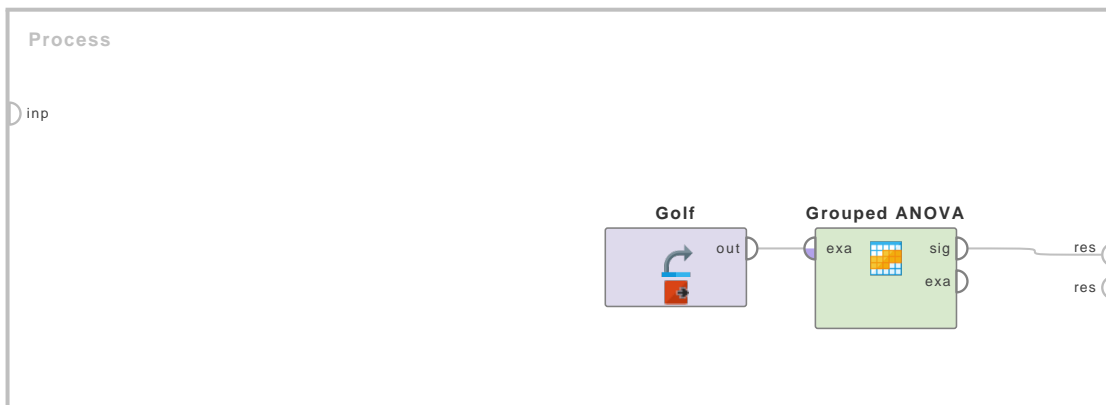 Process
inp
Golf
Grouped ANOVA
out
exa
sig
res
exa
res